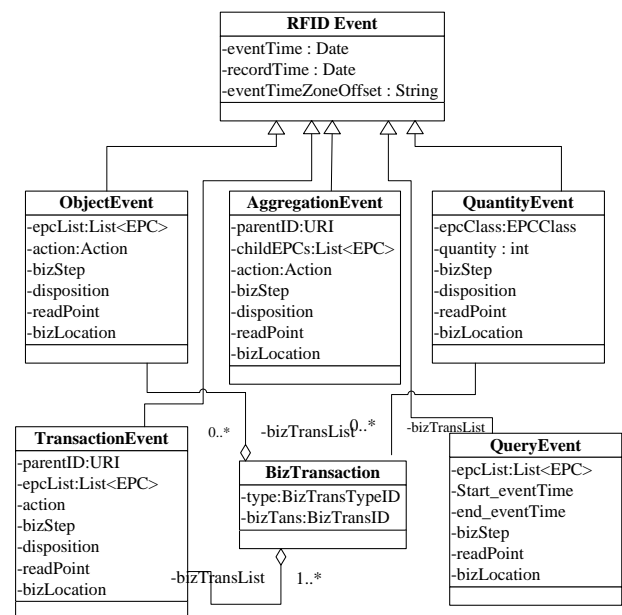 RFID Event
-eventTime : Date
-recordTime : Date
-eventTimeZoneOffset : String
ObjectEvent
-epcList:List<EPC>
-action:Action
-bizStep
-disposition
-readPoint
-bizLocation
AggregationEvent
-parentID:URI
-childEPCs:List<EPC>
-action:Action
-bizStep
-disposition
-readPoint
-bizLocation
QuantityEvent
-epcClass:EPCClass
-quantity : int
-bizStep
-disposition
-readPoint
-bizLocation
0..*
-bizTransList
0..*
-bizTransList
TransactionEvent
-parentID:URI
-epcList:List<EPC>
-action
-bizStep
-disposition
-readPoint
-bizLocation
BizTransaction
-type:BizTransTypeID
-bizTans:BizTransID
QueryEvent
-epcList:List<EPC>
-Start_eventTime
-end_eventTime
-bizStep
-readPoint
-bizLocation
-bizTransList
1..*